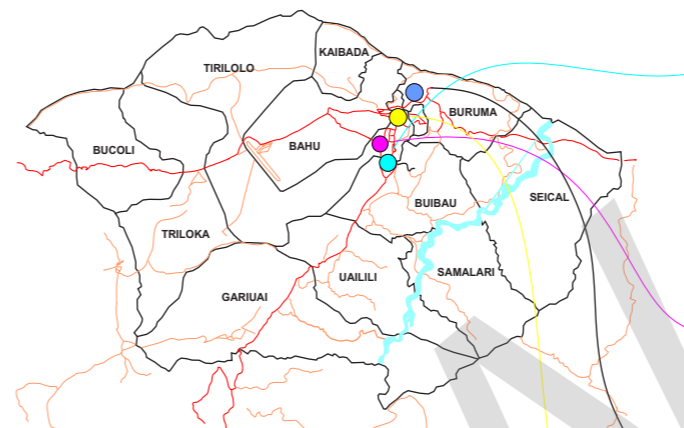 KAIBADA
TIRILOLO
BURUMA
BUCOLI
BAHU
SEICAL
BUIBAU
TRILOKA
SAMALARI
UAILILI
GARIUAI